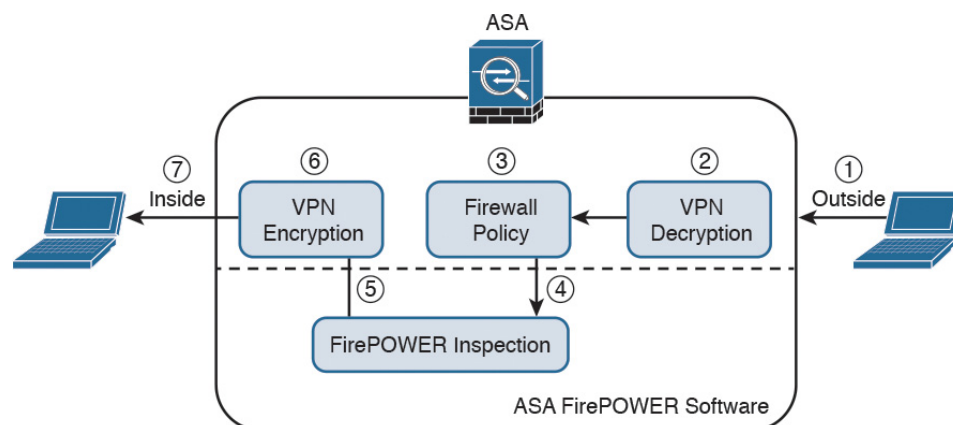 ASA
⑦
Inside
⑥
VPN
Encryption
③
Firewall
Policy
②
VPN
Decryption
①
Outside
⑤
④
FirePOWER Inspection
ASA FirePOWER Software